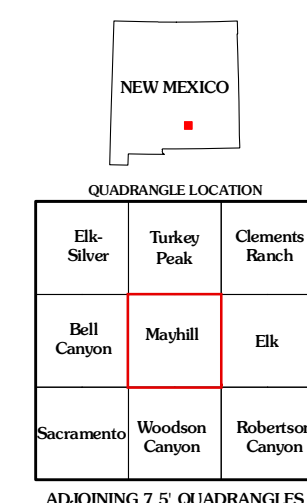 NEW MEXICO
QUADRANGLE LOCATION
Elk-
Silver
Turkey
Peak
Clements
Ranch
Bell
Canyon
Mayhill
Elk
Sacramento
Woodson
Canyon
Robertson
Canyon
ADJOINING 7.5' QUADRANGLES